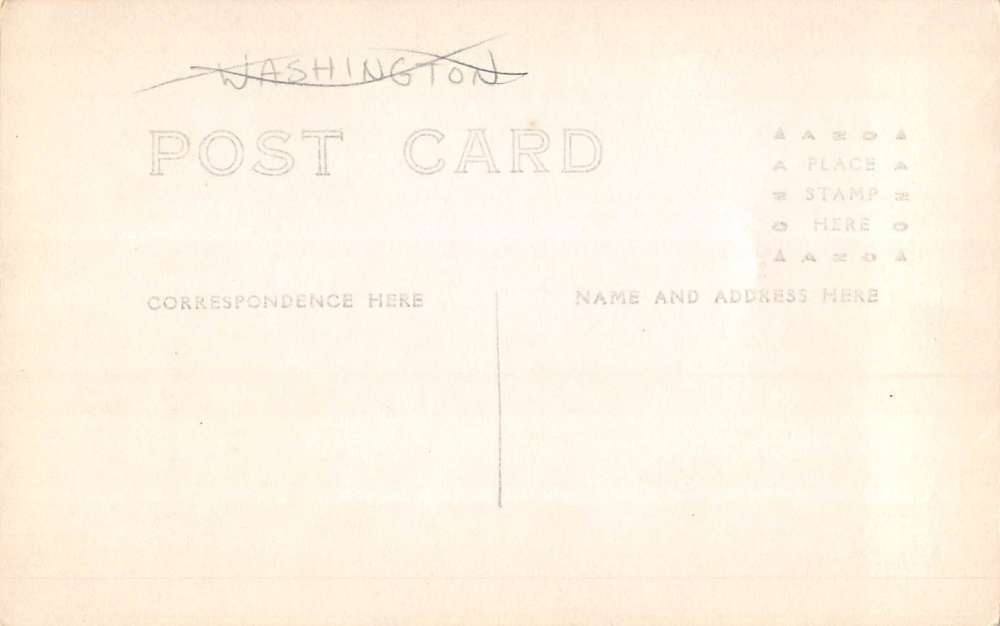 WASHINGTON
POST CARD
AZO
PLACE
STAMP
HERE
AZO
CORRESPONDENCE HERE
NAME AND ADDRESS HERE